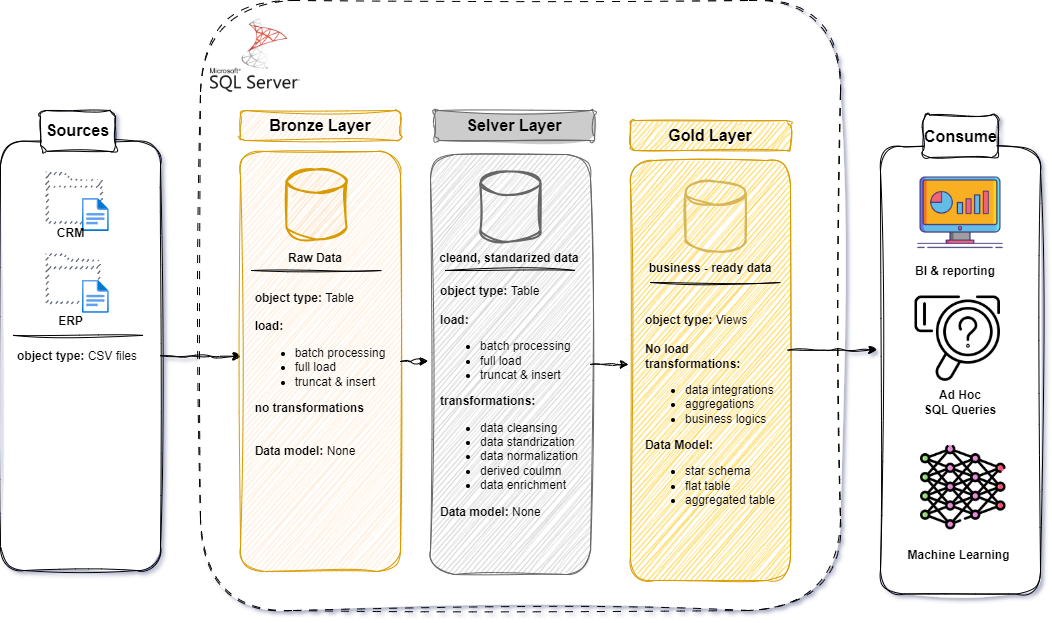 Microsoft®
SQL Server
Sources
CRM
ERP
object type: CSV files
Bronze Layer
Raw Data
object type: Table
load:
batch processing
full load
truncat & insert
no transformations
Data model: None
Selver Layer
cleand, standarized data
object type: Table
load:
batch processing
full load
truncat & insert
transformations:
data cleansing
data standrization
data normalization
derived coulmn
data enrichment
Data model: None
Gold Layer
business - ready data
object type: Views
No load
transformations:
data integrations
aggregations
business logics
Data Model:
star schema
flat table
aggregated table
Consume
BI & reporting
?
Ad Hoc
SQL Queries
Machine Learning